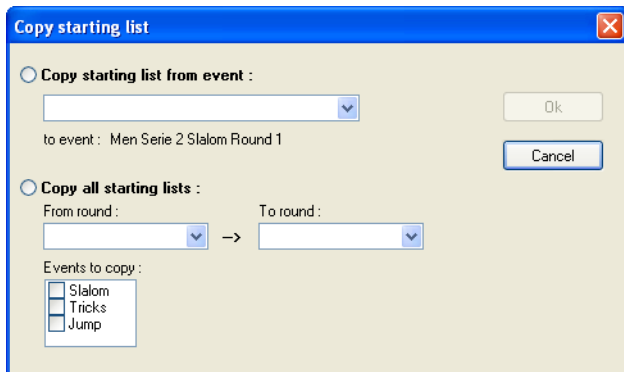 Copy starting list
Copy starting list from event :
Ok
to event : Men Serie 2 Slalom Round 1
Cancel
Copy all starting lists :
From round :
To round :
-->
Events to copy :
Slalom
Tricks
Jump